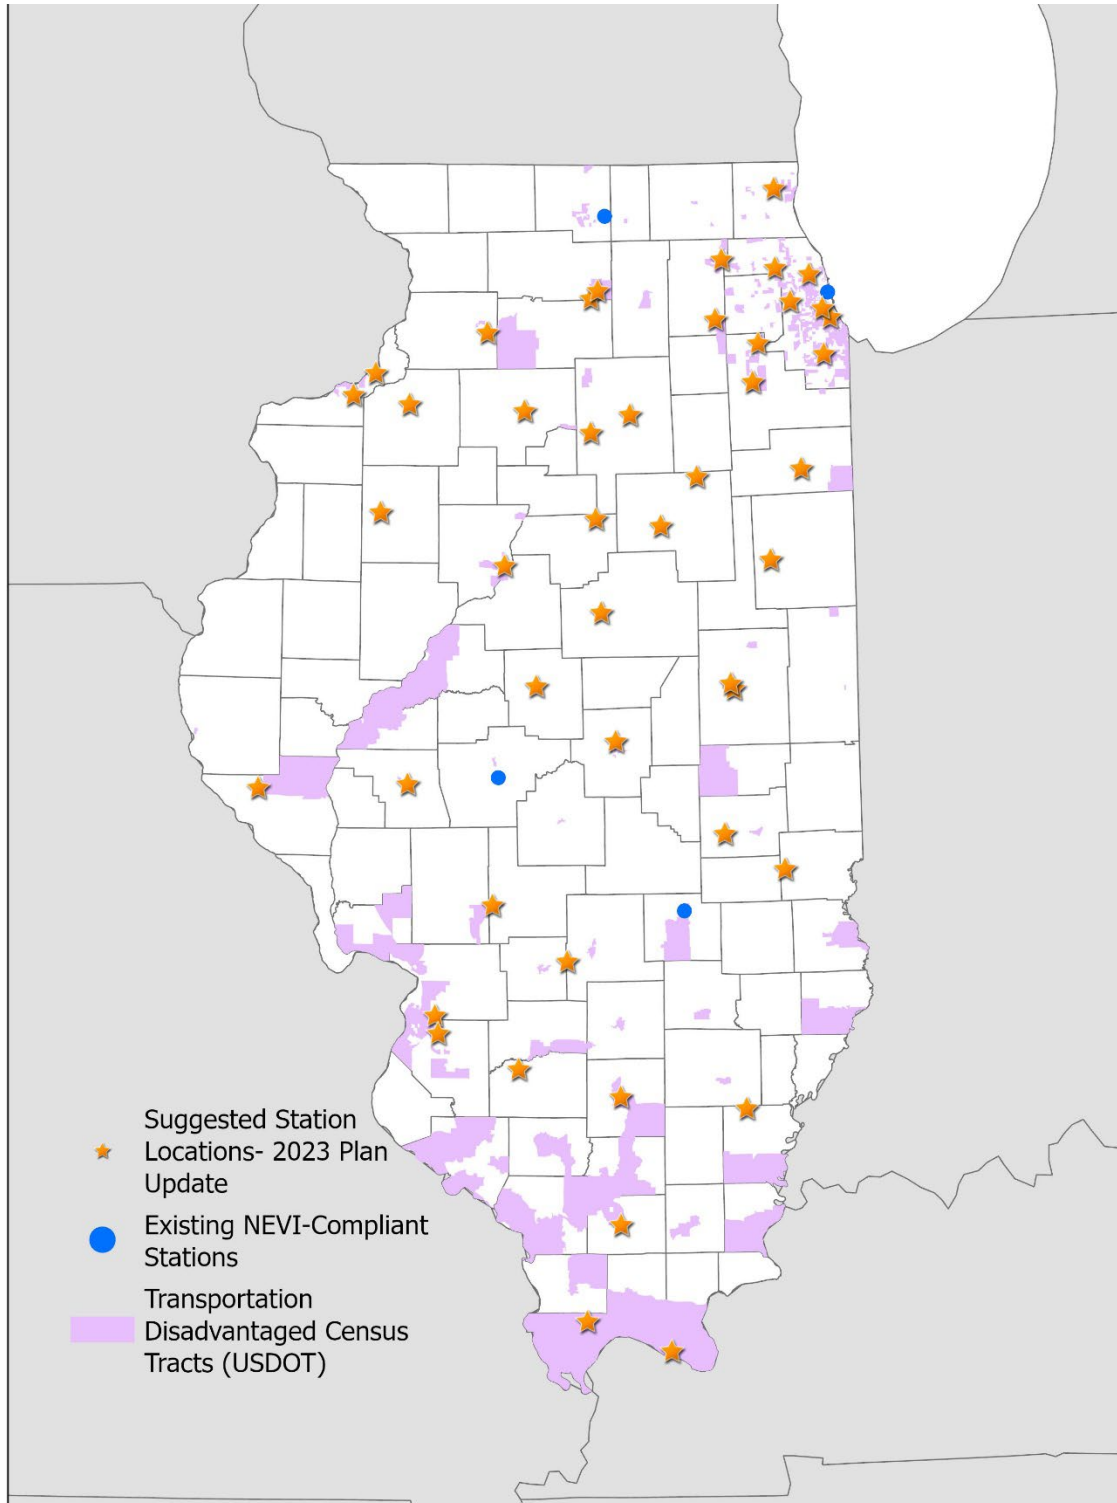 Suggested Station
Locations- 2023 Plan
Update
Existing NEVI-Compliant
Stations
Transportation
Disadvantaged Census
Tracts (USDOT)